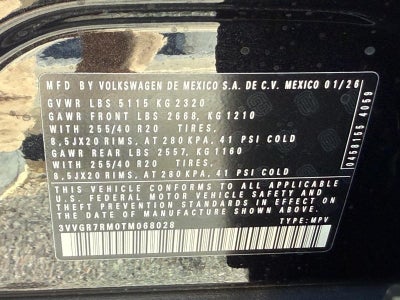 MFD BY VOLKSWAGEN DE MEXICO S.A. DE C.V. MEXICO 01/26
GVWR LBS 5115 KG 2320
GAWR FRONT LBS 2668, KG 1210
WITH 255/40 R20 TIRES,
8,5JX20 RIMS, AT 280 KPA, 41 PSI COLD
GAWR REAR LBS 2557, KG 1160
WITH 255/40 R20 TIRES,
8,5JX20 RIMS, AT 280 KPA, 41 PSI COLD
THIS VEHICLE CONFORMS TO ALL APPLICABLE
U.S. FEDERAL MOTOR VEHICLE SAFETY AND
THEFT PREVENTION STANDARDS IN EFFECT ON THE
DATE OF MANUFACTURE SHOWN ABOVE.
3VVGR7RM0TM068028 TYPE: MPV
0458155 4059